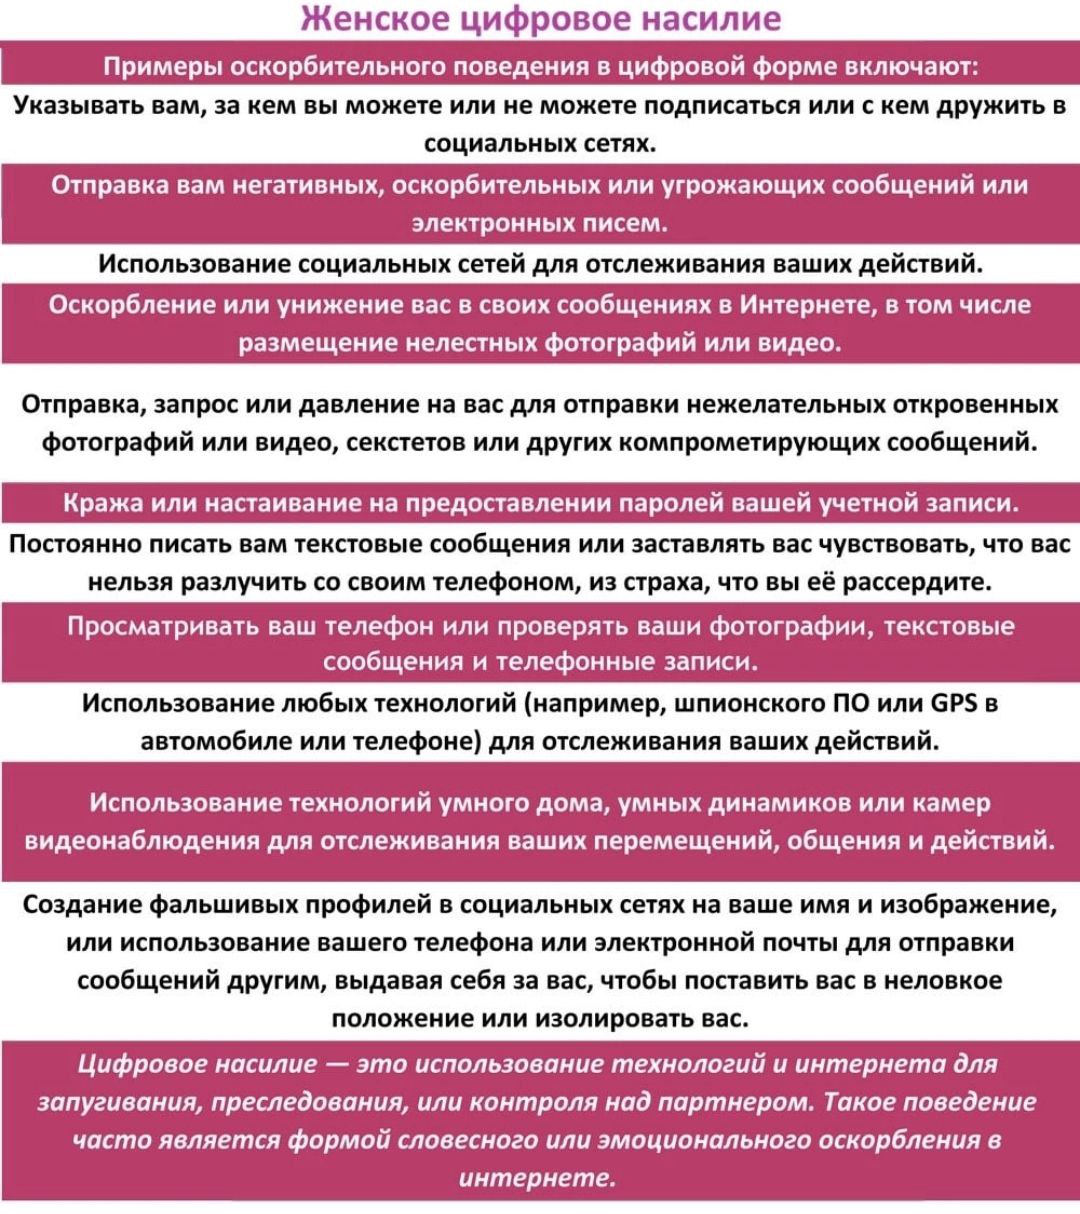 Женское цифровое насилие
Примеры оскорбительного поведения в цифровой форме включают:
Указывать вам, за кем вы можете или не можете подписаться или с кем дружить в
социальных сетях.
Отправка вам негативных, оскорбительных или угрожающих сообщений или
электронных писем.
Использование социальных сетей для отслеживания ваших действий.
Оскорбление или унижение вас в своих сообщениях в Интернете, в том числе
размещение нелестных фотографий или видео.
Отправка, запрос или давление на вас для отправки нежелательных откровенных
фотографий или видео, секстетов или других компрометирующих сообщений.
Кража или настаивание на предоставлении паролей вашей учетной записи.
Постоянно писать вам текстовые сообщения или заставлять вас чувствовать, что вас
нельзя разлучить со своим телефоном, из страха, что вы её рассердите.
Просматривать ваш телефон или проверять ваши фотографии, текстовые
сообщения и телефонные записи.
Использование любых технологий (например, шпионского ПО или GPS в
автомобиле или телефоне) для отслеживания ваших действий.
Использование технологий умного дома, умных динамиков или камер
видеонаблюдения для отслеживания ваших перемещений, общения и действий.
Создание фальшивых профилей в социальных сетях на ваше имя и изображение,
или использование вашего телефона или электронной почты для отправки
сообщений другим, выдавая себя за вас, чтобы поставить вас в неловкое
положение или изолировать вас.
Цифровое насилие — это использование технологий и интернета для
запугивания, преследования, или контроля над партнером. Такое поведение
часто является формой словесного или эмоционального оскорбления в
интернете.